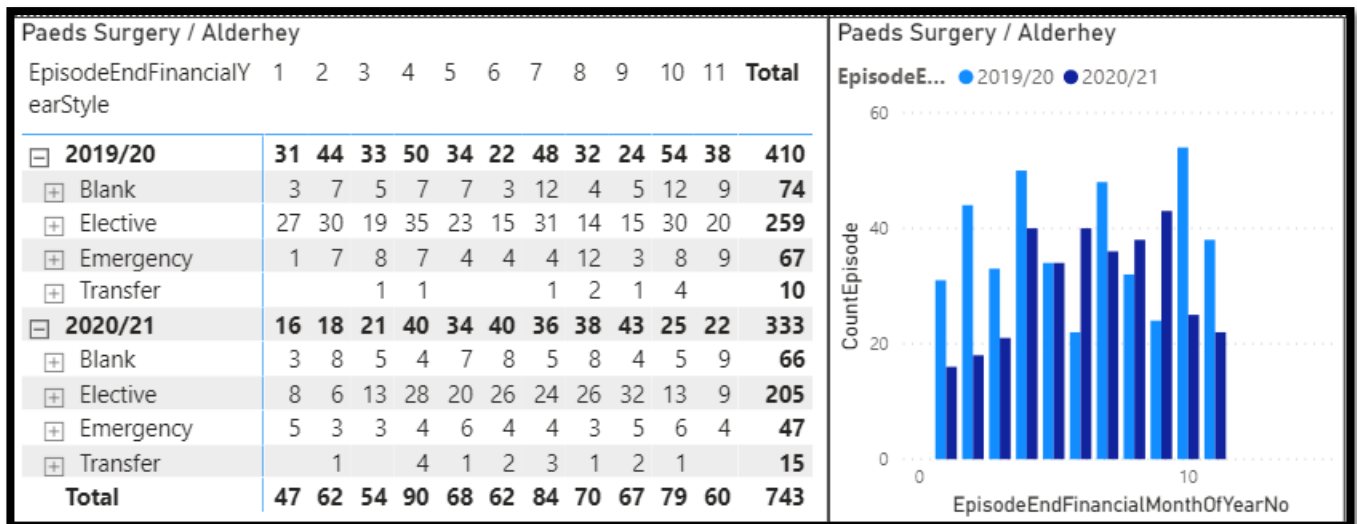 Paeds Surgery / Alderhey
EpisodeEndFinancialY 1 2 3 4 5 6 7 8 9 10 11 Total
earStyle
2019/20 31 44 33 50 34 22 48 32 24 54 38 410
Blank 3 7 5 7 7 3 12 4 5 12 9 74
Elective 27 30 19 35 23 15 31 14 15 30 20 259
Emergency 1 7 8 7 4 4 4 12 3 8 9 67
Transfer 1 1 1 2 1 4 10
2020/21 16 18 21 40 34 40 36 38 43 25 22 333
Blank 3 8 5 4 7 8 5 8 4 5 9 66
Elective 8 6 13 28 20 26 24 26 32 13 9 205
Emergency 5 3 3 4 6 4 4 3 5 6 4 47
Transfer 1 4 1 2 3 1 2 1 15
Total 47 62 54 90 68 62 84 70 67 79 60 743
Paeds Surgery / Alderhey
EpisodeE... 2019/20 2020/21
60
40
20
0
CountEpisode
0 10
EpisodeEndFinancialMonthOfYearNo